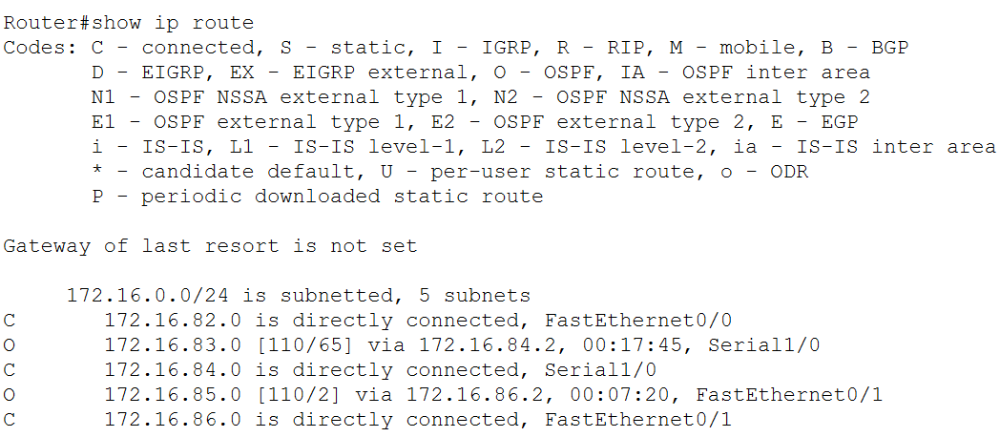 Router#show ip route
Codes: C - connected, S - static, I - IGRP, R - RIP, M - mobile, B - BGP
       D - EIGRP, EX - EIGRP external, O - OSPF, IA - OSPF inter area
       N1 - OSPF NSSA external type 1, N2 - OSPF NSSA external type 2
       E1 - OSPF external type 1, E2 - OSPF external type 2, E - EGP
       i - IS-IS, L1 - IS-IS level-1, L2 - IS-IS level-2, ia - IS-IS inter area
       * - candidate default, U - per-user static route, o - ODR
       P - periodic downloaded static route

Gateway of last resort is not set

     172.16.0.0/24 is subnetted, 5 subnets
C       172.16.82.0 is directly connected, FastEthernet0/0
O       172.16.83.0 [110/65] via 172.16.84.2, 00:17:45, Serial1/0
C       172.16.84.0 is directly connected, Serial1/0
O       172.16.85.0 [110/2] via 172.16.86.2, 00:07:20, FastEthernet0/1
C       172.16.86.0 is directly connected, FastEthernet0/1